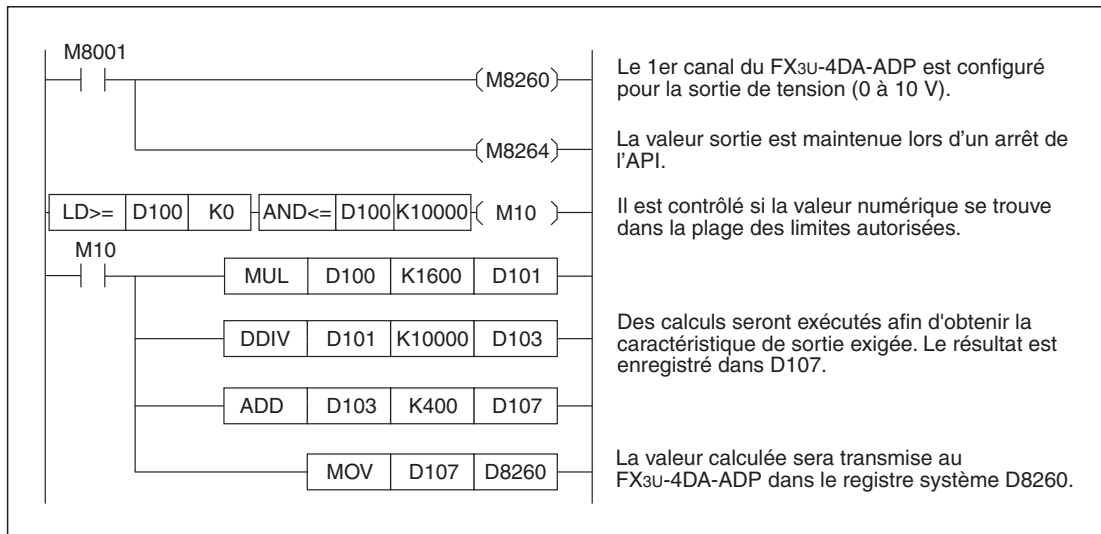 M8001
M8260
Le 1er canal du FX3U-4DA-ADP est configuré
pour la sortie de tension (0 à 10 V).
M8264
La valeur sortie est maintenue lors d'un arrêt de
l'API.
LD>= D100 K0 AND<= D100 K10000 M10
Il est contrôlé si la valeur numérique se trouve
dans la plage des limites autorisées.
M10
MUL D100 K1600 D101
DDIV D101 K10000 D103
Des calculs seront exécutés afin d'obtenir la
caractéristique de sortie exigée. Le résultat est
enregistré dans D107.
ADD D103 K400 D107
MOV D107 D8260
La valeur calculée sera transmise au
FX3U-4DA-ADP dans le registre système D8260.